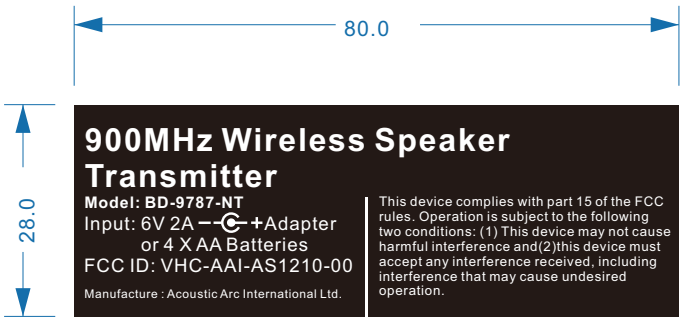 80.0
28.0
900MHz Wireless Speaker
Transmitter
Model: BD-9787-NT
Input: 6V 2A – +Adapter
or 4 X AA Batteries
FCC ID: VHC-AAI-AS1210-00
Manufacture : Acoustic Arc International Ltd.
This device complies with part 15 of the FCC
rules. Operation is subject to the following
two conditions: (1) This device may not cause
harmful interference and(2)this device must
accept any interference received, including
interference that may cause undesired
operation.